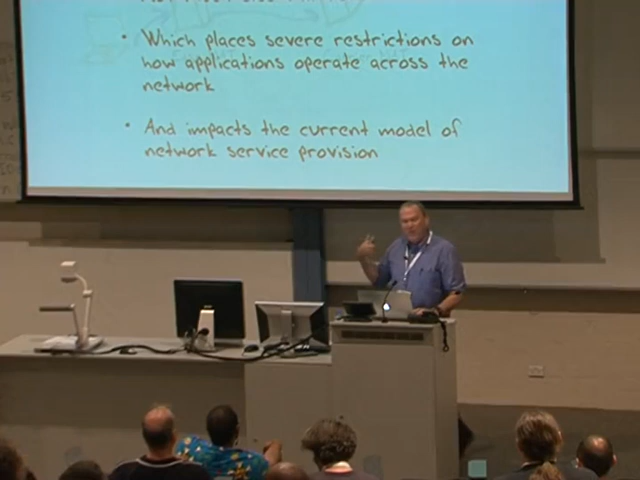 • Which places severe restrictions on
how applications operate across the
network
• And impacts the current model of
network service provision